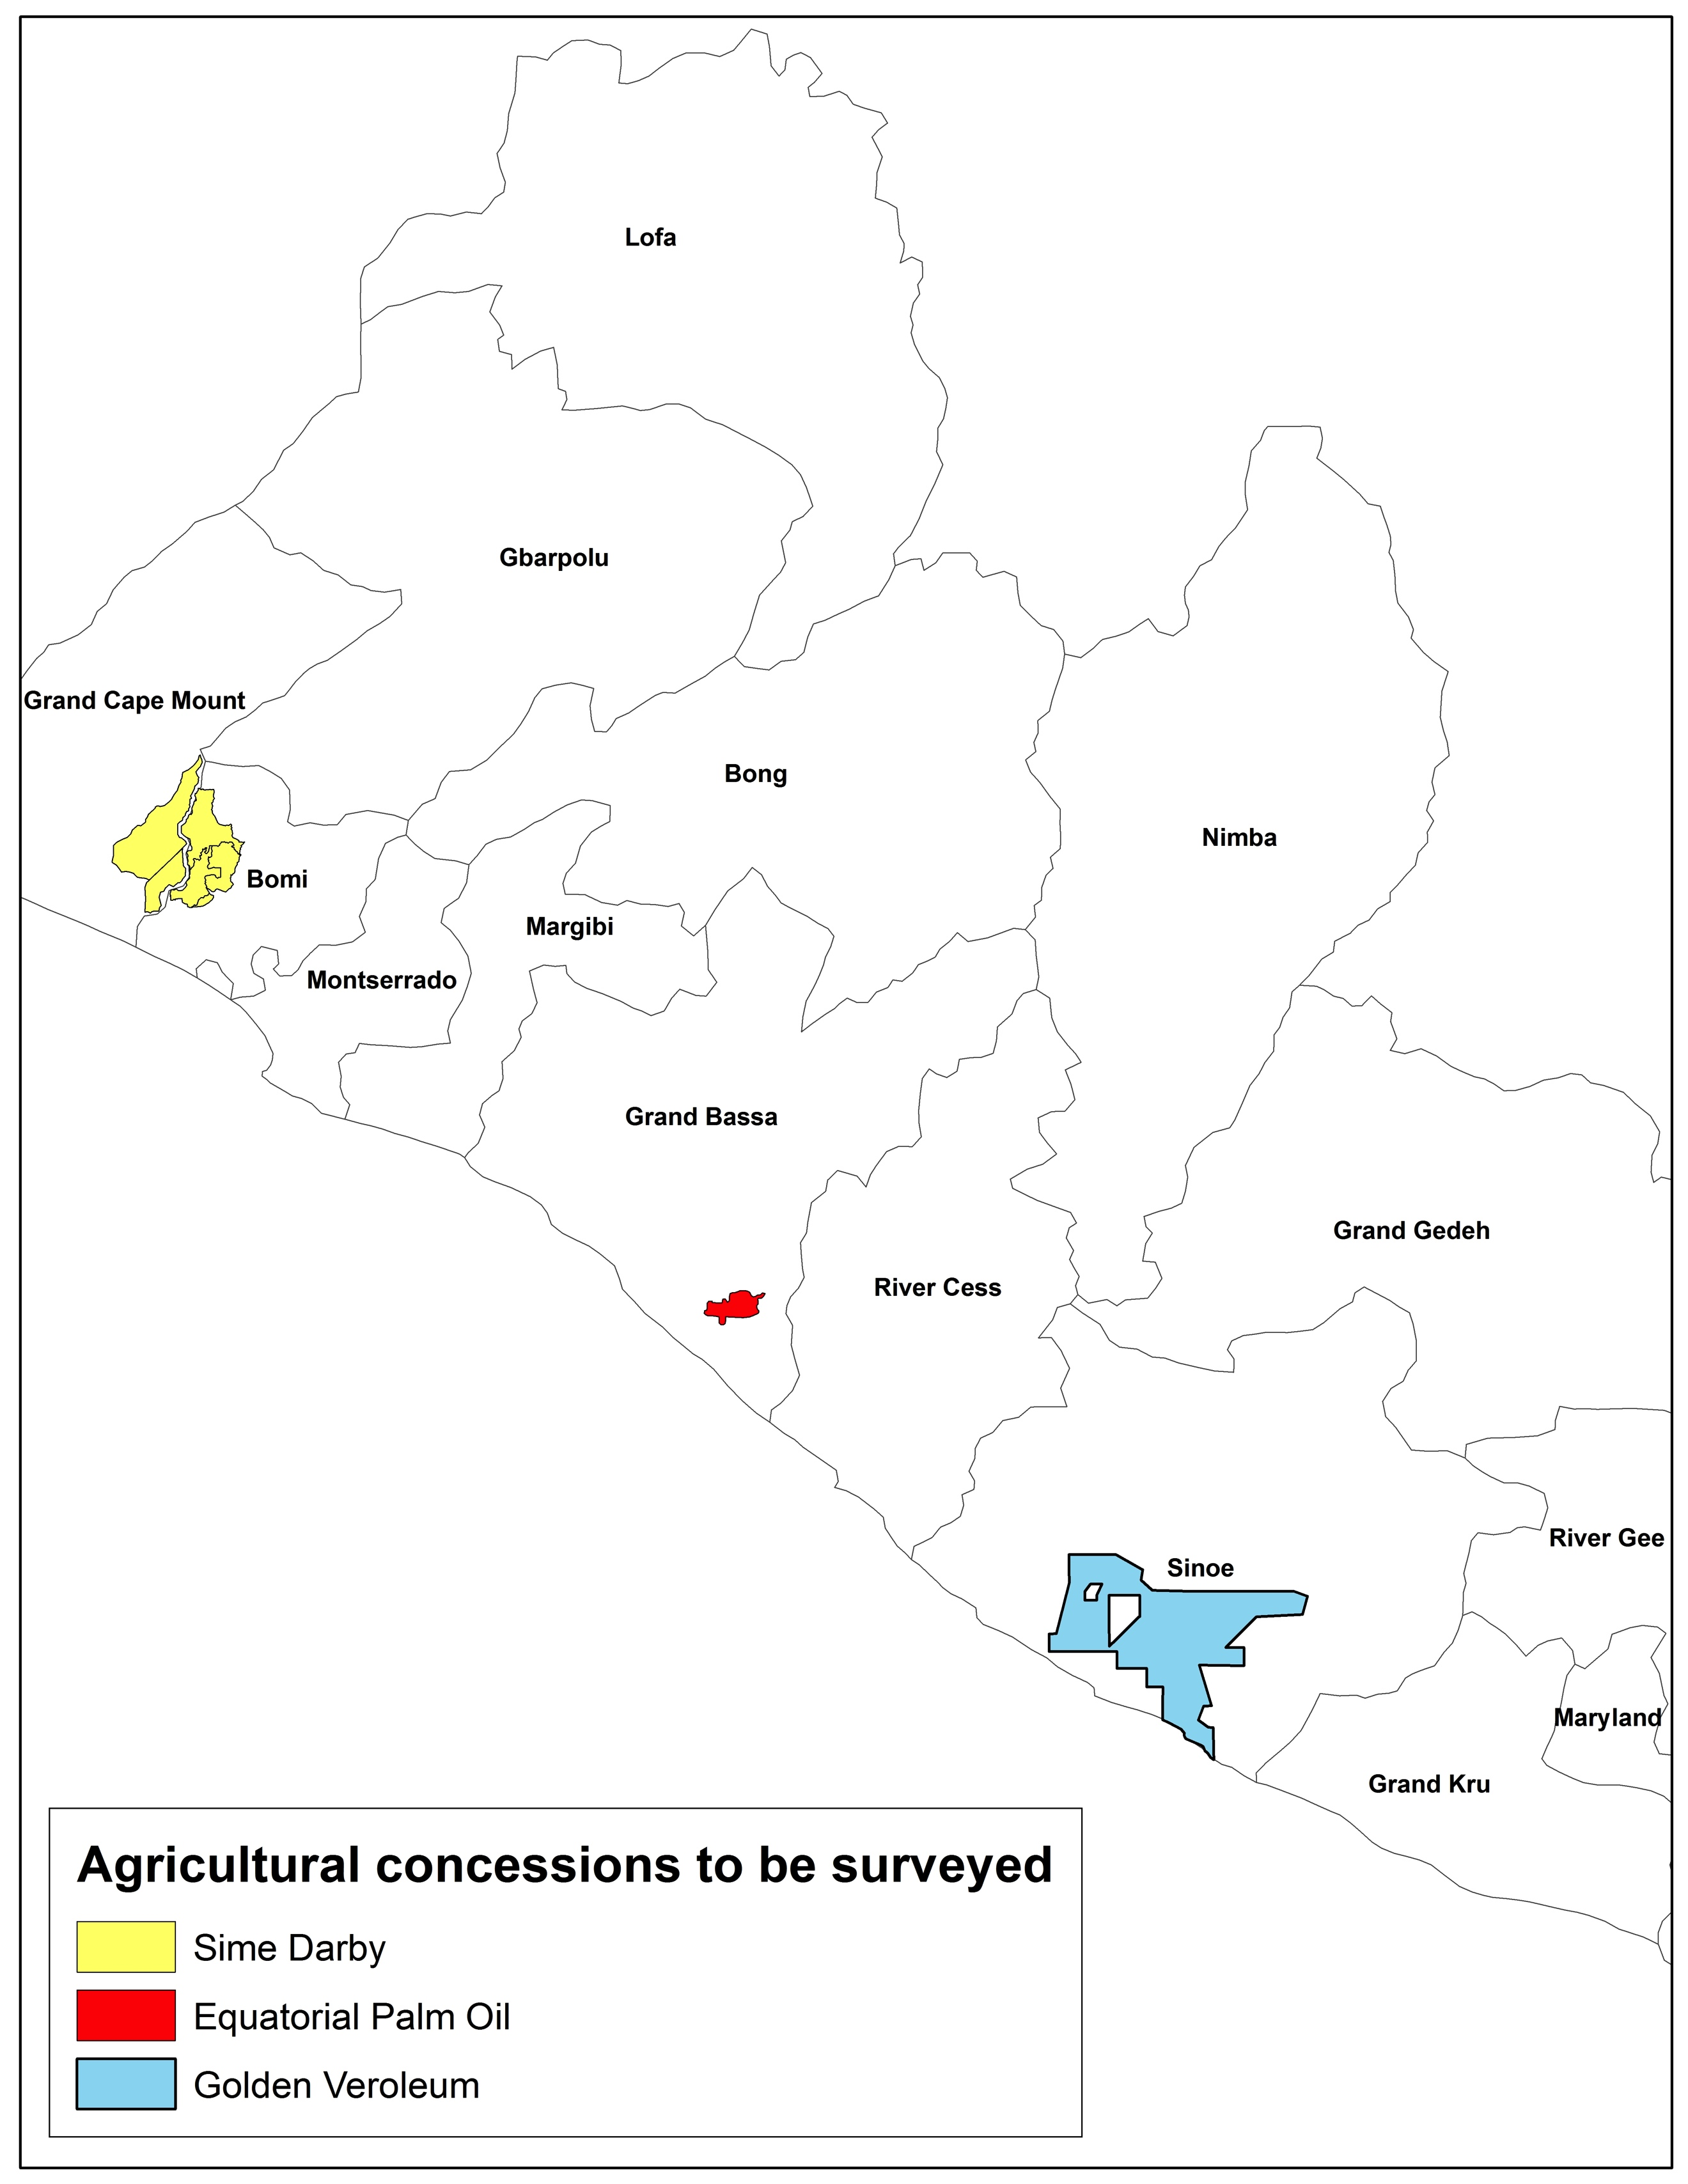 Lofa
Gbarpolu
Grand Cape Mount
Bong
Nimba
Bomi
Margibi
Montserrado
Grand Bassa
Grand Gedeh
River Cess
River Gee
Sinoe
Maryland
Grand Kru
Agricultural concessions to be surveyed
Sime Darby
Equatorial Palm Oil
Golden Veroleum